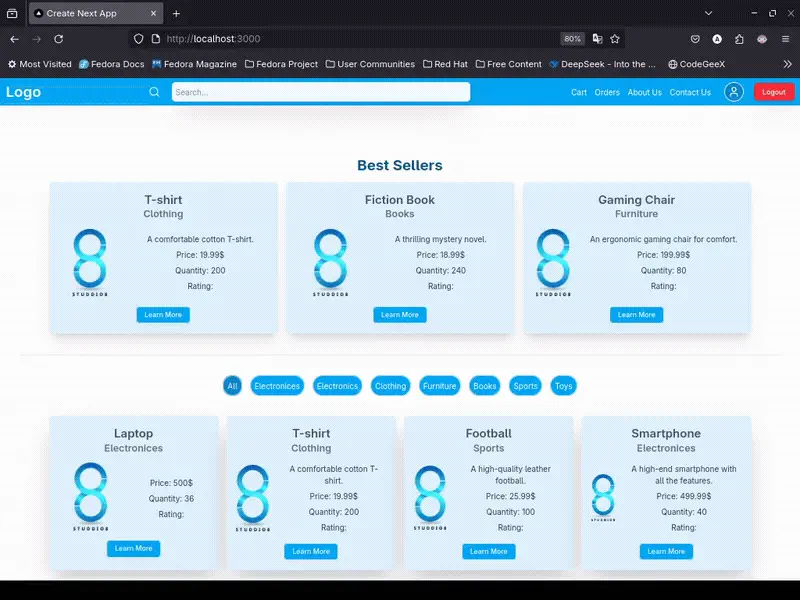 Create Next App
http://localhost:3000
80%
Most Visited
Fedora Docs
Fedora Magazine
Fedora Project
User Communities
Red Hat
Free Content
DeepSeek - Into the ...
CodeGeeX
Logo
Search...
Cart
Orders
About Us
Contact Us
Logout
Best Sellers
T-shirt
Clothing
STUDDIO8
A comfortable cotton T-shirt.
Price: 19.99$
Quantity: 200
Rating:
Learn More
Fiction Book
Books
STUDDIO8
A thrilling mystery novel.
Price: 18.99$
Quantity: 240
Rating:
Learn More
Gaming Chair
Furniture
STUDDIO8
An ergonomic gaming chair for comfort.
Price: 199.99$
Quantity: 80
Rating:
Learn More
All
Electronices
Electronics
Clothing
Furniture
Books
Sports
Toys
Laptop
Electronices
STUDDIO8
Price: 500$
Quantity: 36
Rating:
Learn More
T-shirt
Clothing
STUDDIO8
A comfortable cotton T-
shirt.
Price: 19.99$
Quantity: 200
Rating:
Learn More
Football
Sports
STUDDIO8
A high-quality leather
football.
Price: 25.99$
Quantity: 100
Rating:
Learn More
Smartphone
Electronices
STUDDIO8
A high-end smartphone with
all the features.
Price: 499.99$
Quantity: 40
Rating:
Learn More